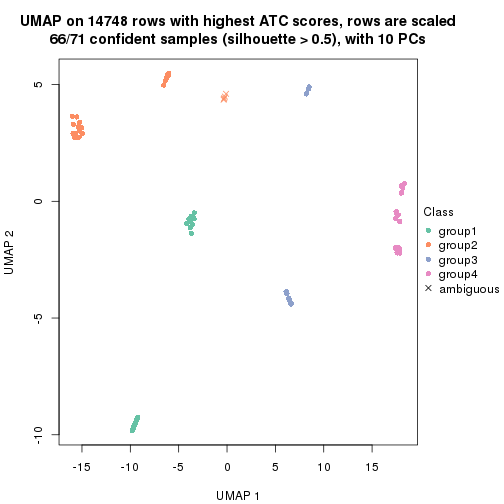 UMAP on 14748 rows with highest ATC scores, rows are scaled
66/71 confident samples (silhouette > 0.5), with 10 PCs
5
0
-5
-10
UMAP 2
-15
-10
-5
0
5
10
15
UMAP 1
Class
group1
group2
group3
group4
ambiguous